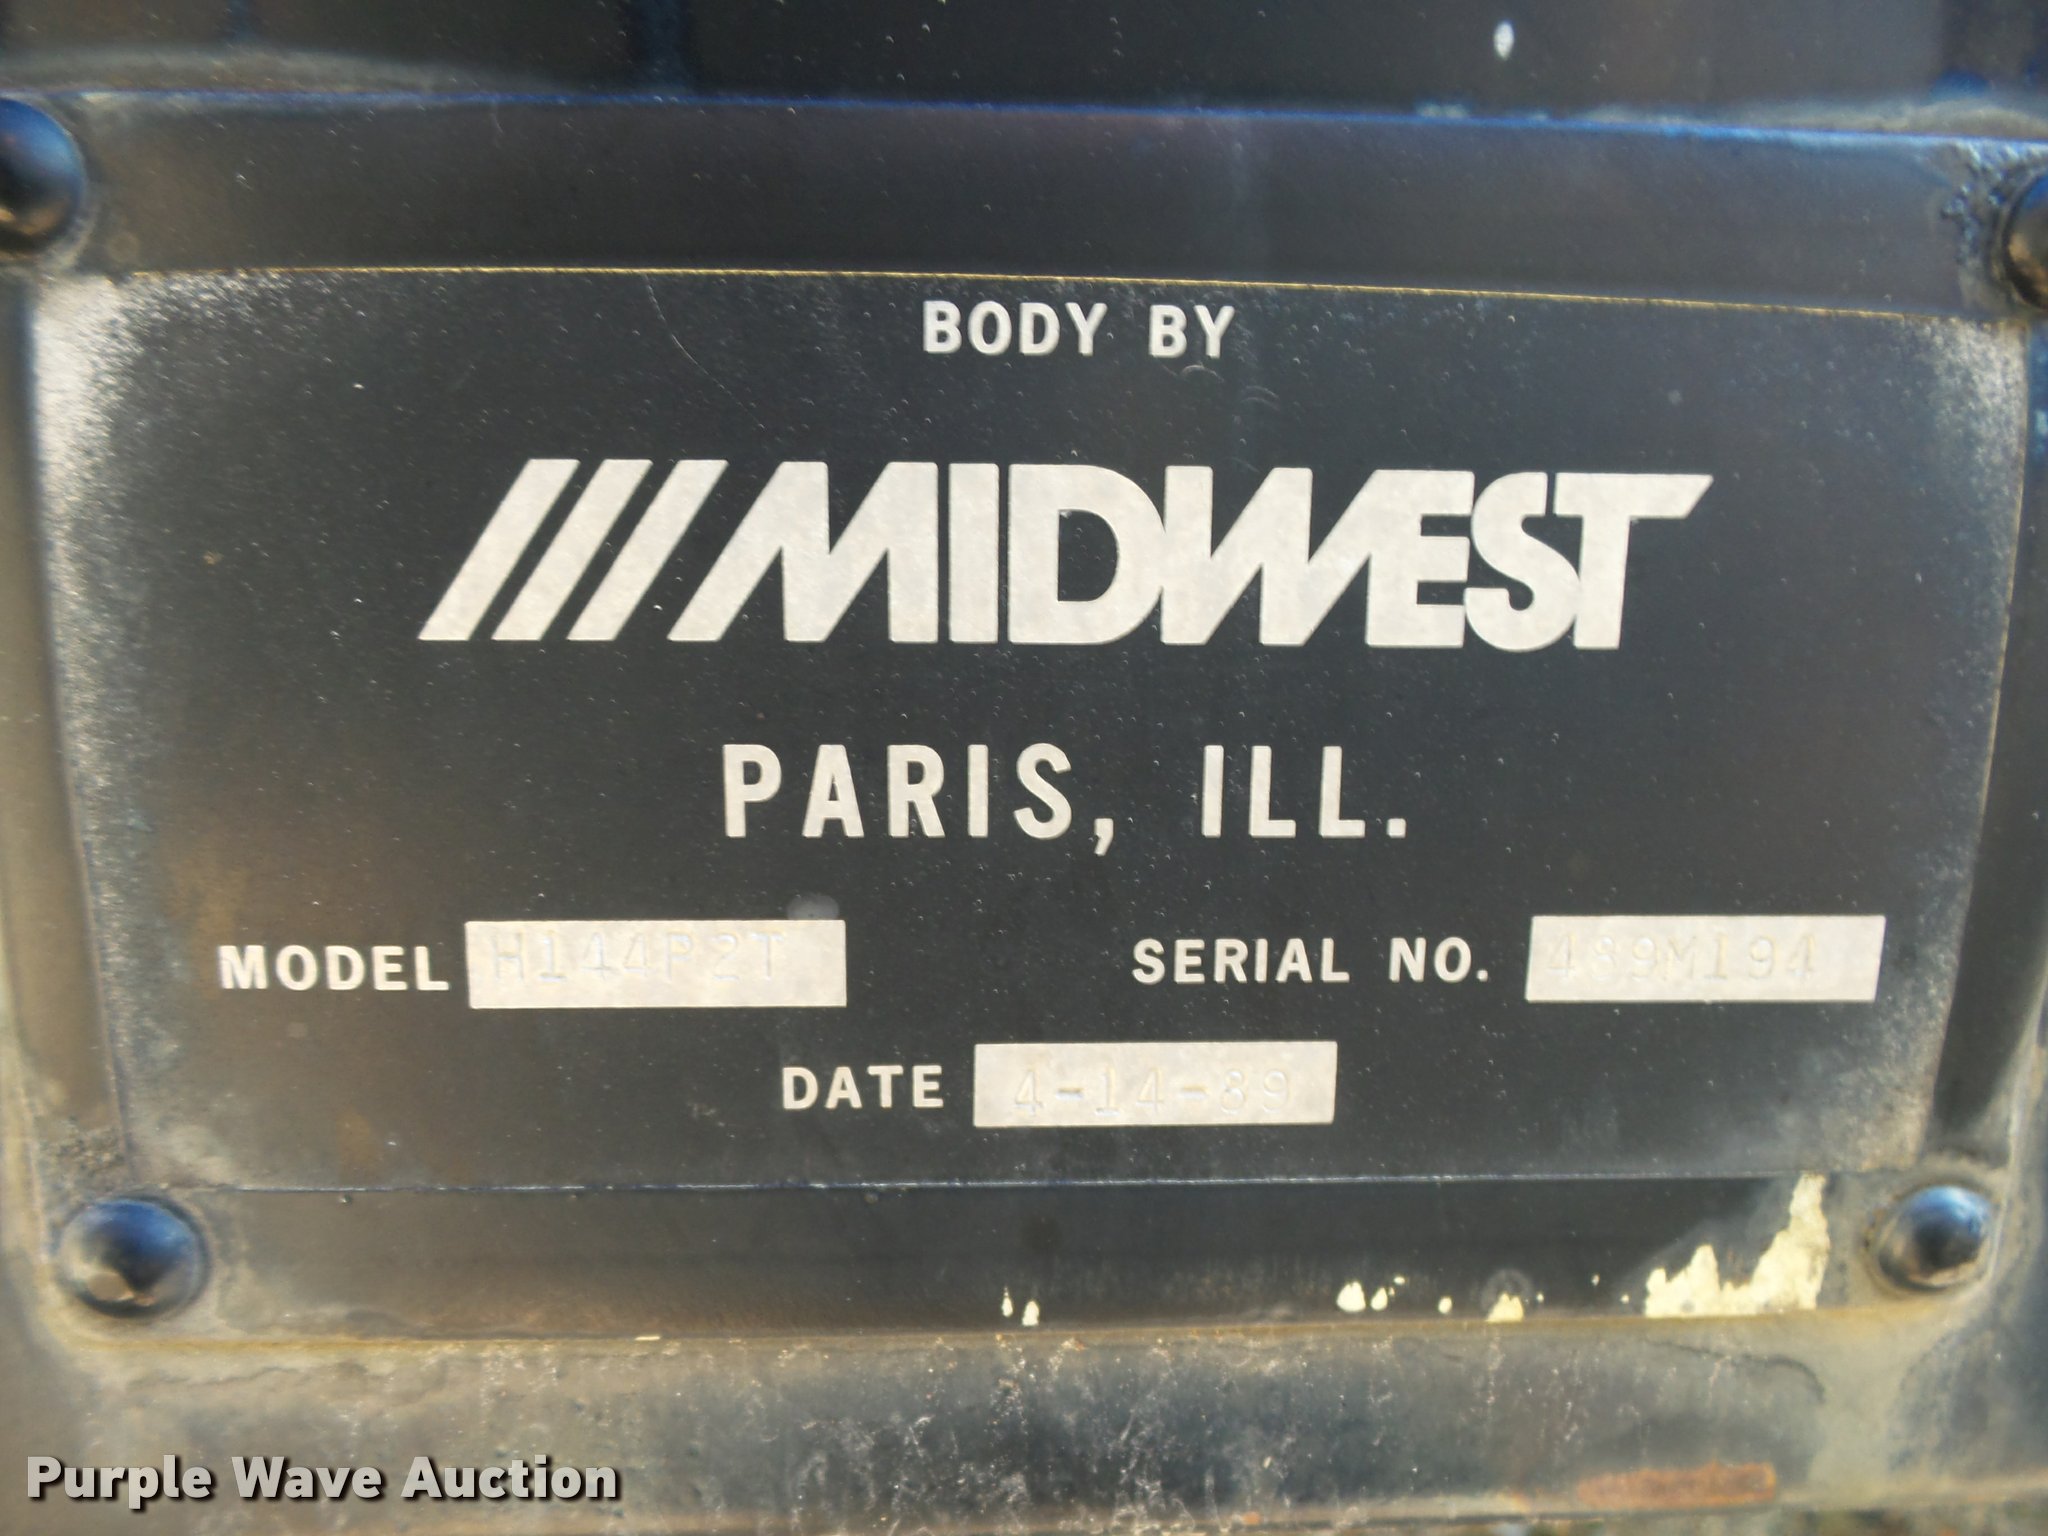 BODY BY
MIDWEST
PARIS, ILL.
MODEL H144P2T SERIAL NO. 489M194
DATE 4-14-89
Purple Wave Auction